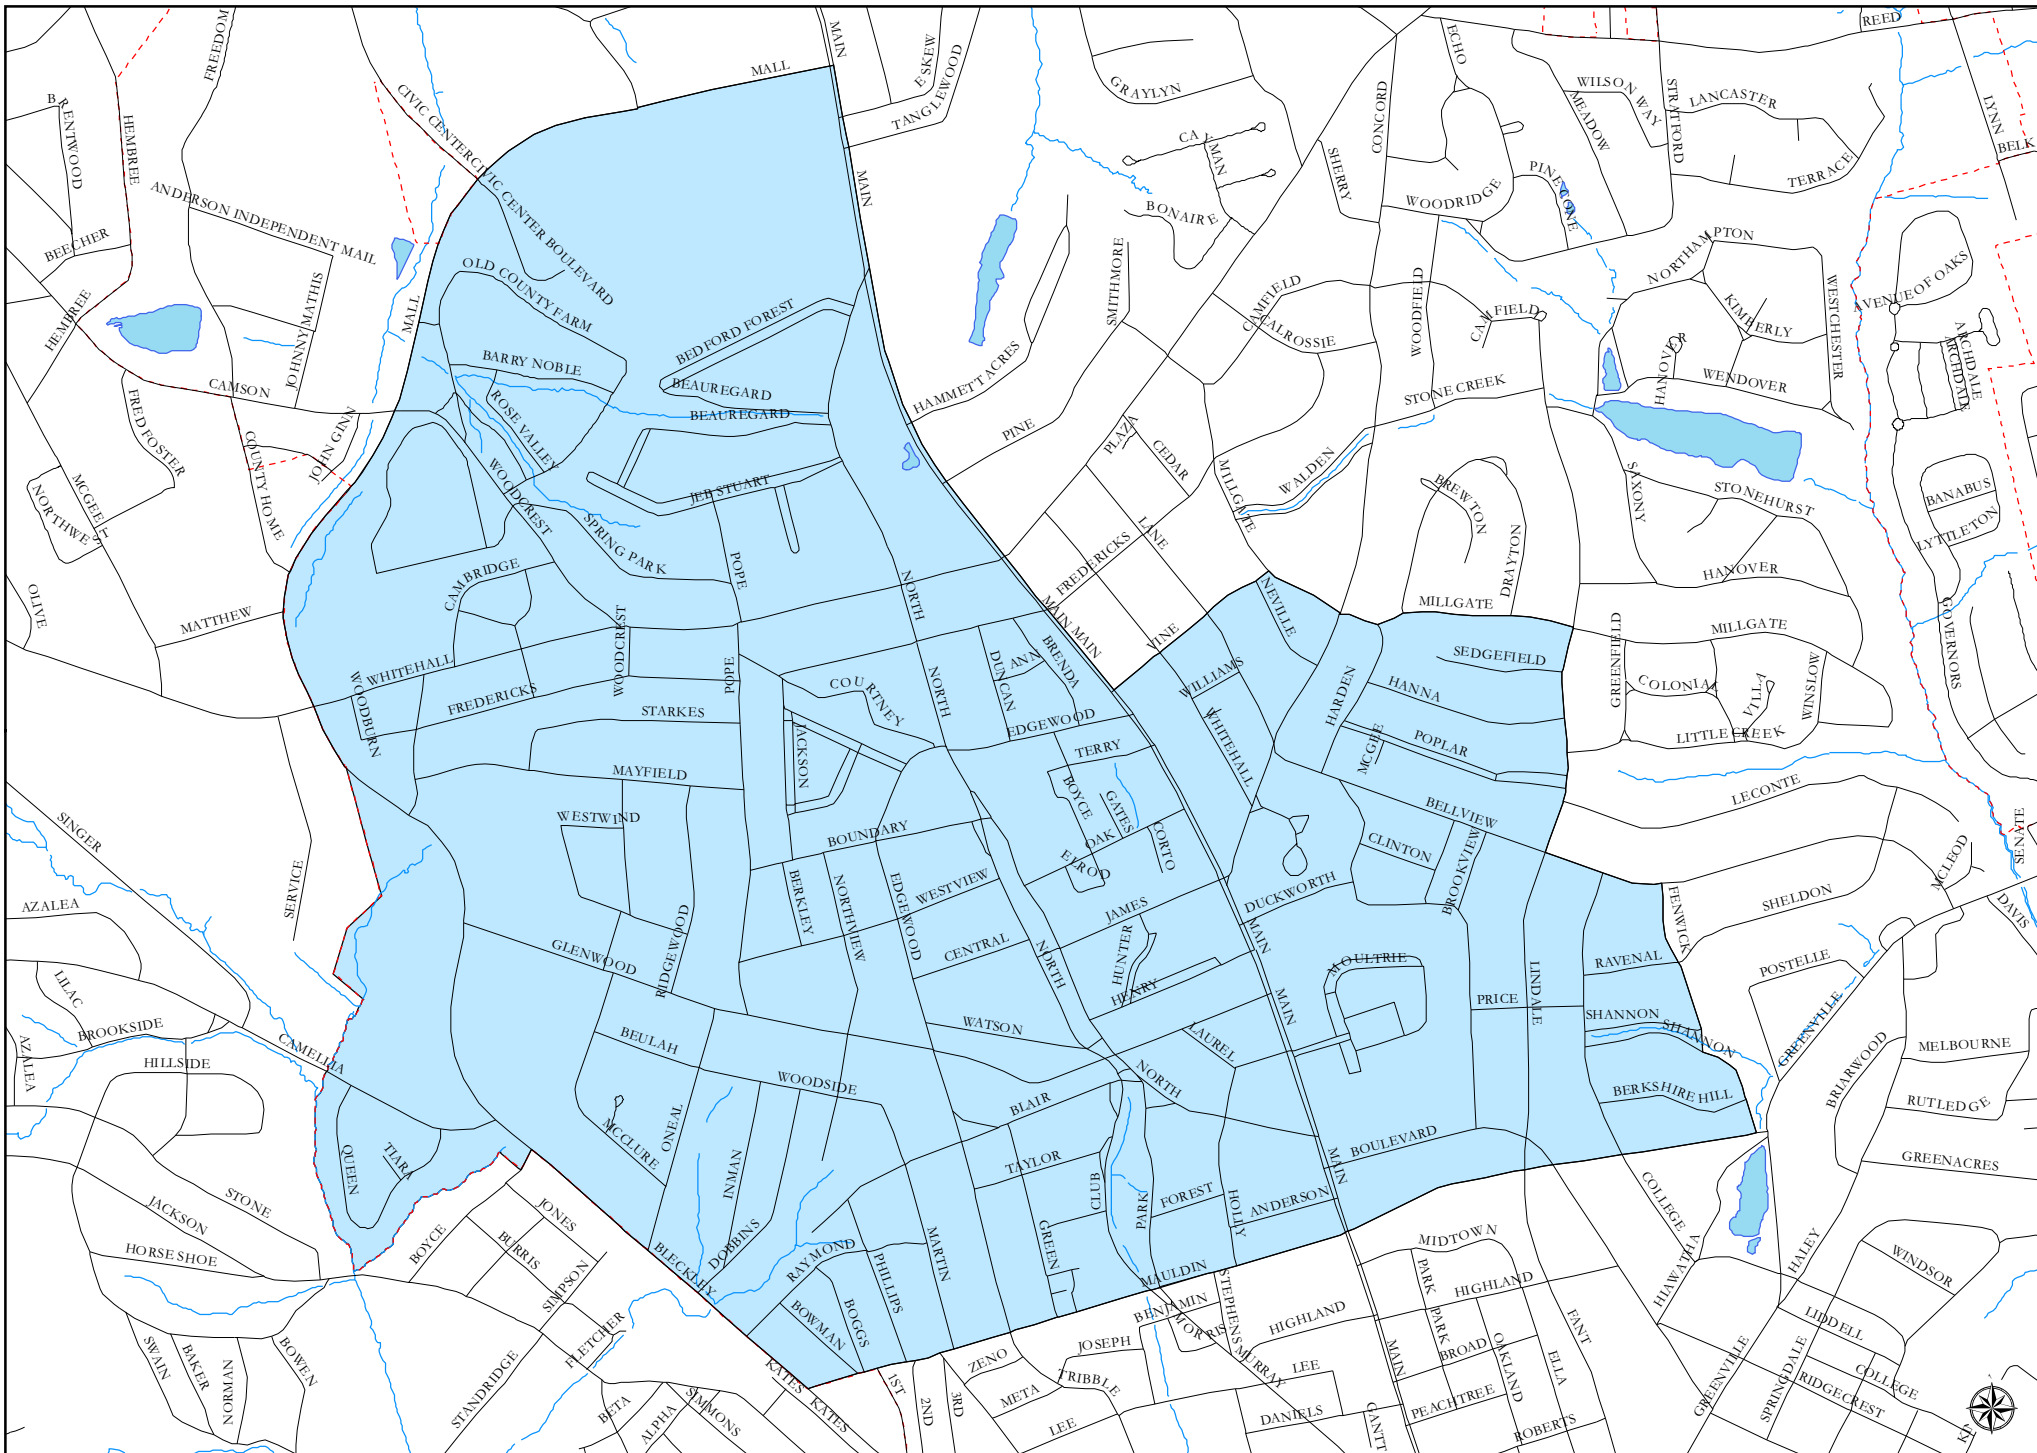 REED
MAIN
ESKEW
TANGLEWOOD
MALL
FREEDOM
CIVIC CENTER
CIVIC CENTER BOULEVARD
BRENTWOOD
HEMBREE
ANDERSON INDEPENDENT MAIL
BEECHER
HEMBREE
JOHNNY MATHIS
MALL
OLD COUNTY FARM
BARRY NOBLE
BEDFORD FOREST
BEAUREGARD
BEAUREGARD
MAIN
GRAYLYN
CAYMAN
BONAIRE
SHERRY
CONCORD
ECHO
WILSON WAY
MEADOW
STRATFORD
LANCASTER
TERRACE
LYNN
BELK
WOODRIDGE
PINE CONE
NORTHAMPTON
KIMBERLY
WESTCHESTER
AVENUE OF OAKS
ARCHDALE
ARCHDALE
SMITHMORE
CAMFIELD
CALROSSIE
WOODFIELD
CAMFIELD
HANOVER
WENDOVER
STONE CREEK
HAMMETT ACRES
PINE
PLAZA
CEDAR
MILLGATE
WALDEN
BREWTON
DRAYTON
SAXONY
STONEHURST
HANOVER
BANABUS
LYTTLETON
GOVERNORS
CAMSON
FRED FOSTER
COUNTY HOME
JOHN GINN
MCGEE
NORTHWEST
OLIVE
MATTHEW
ROSE VALLEY
WOODCREST
JEB STUART
SPRING PARK
POPE
CAMBRIDGE
WOODCREST
WHITEHALL
FREDERICKS
WOODBURN
POPE
STARKES
MAYFIELD
WESTWIND
NORTH
NORTH
COURTNEY
JACKSON
DUNCAN
ANN
BRENDA
EDGEWOOD
TERRY
BOYCE
GATES
OAK
ELROD
CORTO
LANE
FREDERICKS
MAIN MAIN
VINE
NEVILLE
WILLIAMS
WHITEHALL
HARDEN
MILLGATE
SEDGEFIELD
HANNA
POPLAR
MCGEE
BELLVIEW
CLINTON
BROOKVIEW
DUCKWORTH
GREENFIELD
MILLGATE
COLONIAL
VILLA
WINSLOW
LITTLE CREEK
LECONTE
SENATE
MCLEOD
DAVIS
SHELDON
FENWICK
POSTELLE
GREENVILLE
SINGER
SERVICE
AZALEA
LILAC
BROOKSIDE
AZALEA
HILLSIDE
CAMELLIA
QUEEN
TIARA
STONE
JACKSON
HORSE SHOE
BOUNDARY
BERKLEY
NORTHVIEW
EDGEWOOD
WESTVIEW
CENTRAL
NORTH
GLENWOOD
RIDGEWOOD
BEULAH
WOODSIDE
MCCLURE
ONEAL
INMAN
DOBBINS
BLECKLEY
RAYMOND
BOWMAN
BOGGS
PHILLIPS
MARTIN
WATSON
BLAIR
TAYLOR
GREEN
CLUB
PARK
FOREST
HOLLY
ANDERSON
NORTH
LAUREL
JAMES
HUNTER
HENRY
MAIN
MAIN
MAIN
MOULTRIE
BOULEVARD
PRICE
LINDALE
RAVENAL
SHANNON
SHANNON
BERKSHIRE HILL
BRIARWOOD
MELBOURNE
RUTLEDGE
GREENACRES
COLLEGE
HIAWATHA
HALEY
WINDSOR
LIDDELL
COLLEGE
RIDGECREST
SPRINGDALE
GREENVILLE
BOYCE
JONES
BURRIS
SIMPSON
FLETCHER
STANDRIDGE
SWAIN
BAKER
NORMAN
BOWEN
BETA
ALPHA
SIMMONS
KATES
KATES
1ST
2ND
3RD
ZENO
META
JOSEPH
TRIBBLE
LEE
MAULDIN
BENJAMIN
MORRIS
STEPHENS
MURRAY
HIGHLAND
LEE
DANIELS
GANTT
MAIN
MIDTOWN
PARK
PARK
HIGHLAND
BROAD
OAKLAND
PEACHTREE
ELLA
FANT
ROBERTS